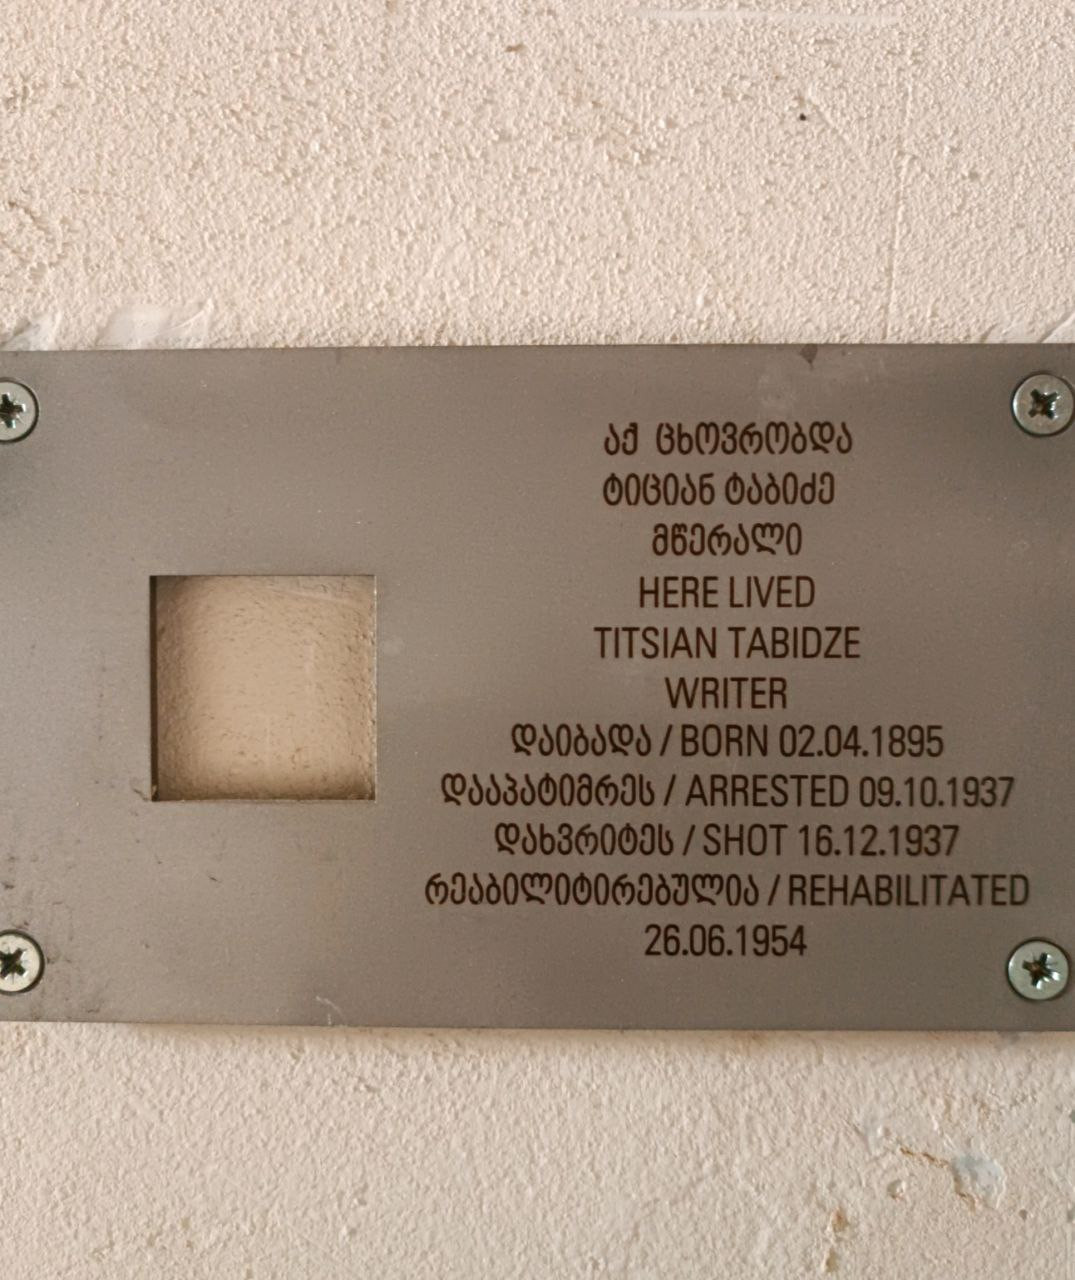 აქ ცხოვრობდა
ტიციან ტაბიძე
მწერალი
HERE LIVED
TITSIAN TABIDZE
WRITER
დაიბადა / BORN 02.04.1895
დააპატიმრეს / ARRESTED 09.10.1937
დახვრიტეს / SHOT 16.12.1937
რეაბილიტირებულია / REHABILITATED
26.06.1954